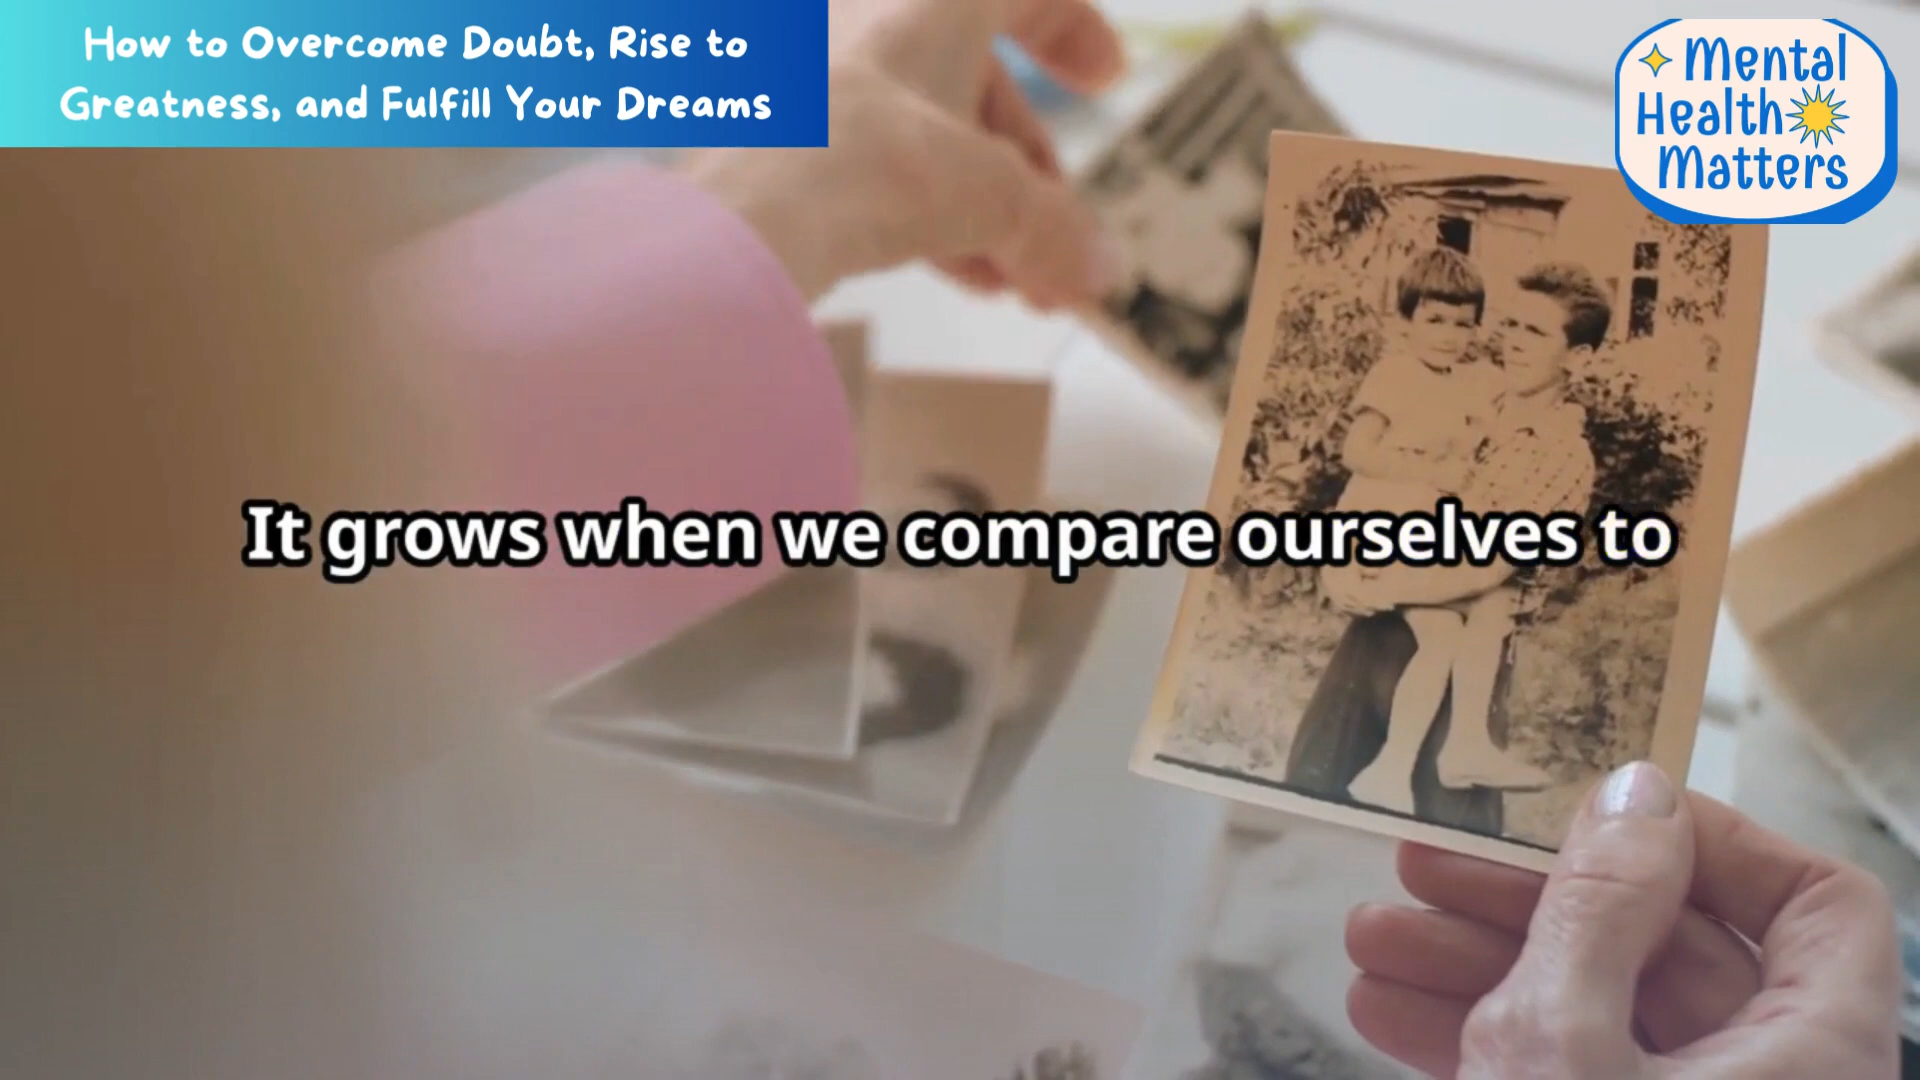 How to Overcome Doubt, Rise to
Greatness, and Fulfill Your Dreams
Mental
Health
Matters
It grows when we compare ourselves to